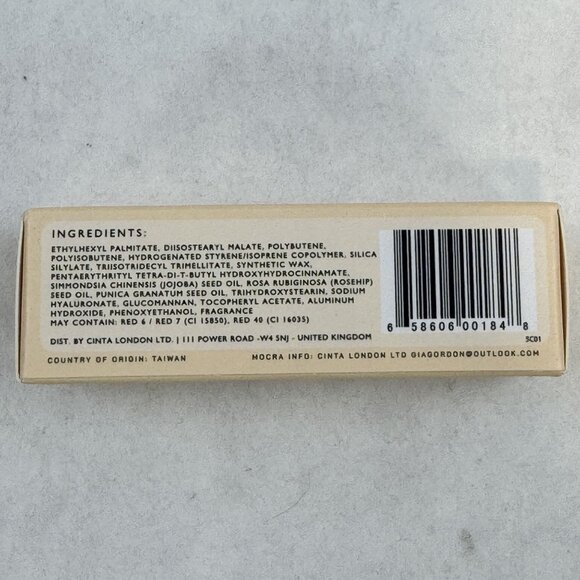 INGREDIENTS:
ETHYLHEXYL PALMITATE, DIISOSTEARYL MALATE, POLYBUTENE,
POLYISOBUTENE, HYDROGENATED STYRENE/ISOPRENE COPOLYMER, SILICA
SILYLATE, TRIISOTRIDECYL TRIMELLITATE, SYNTHETIC WAX,
PENTAERYTHRITYL TETRA-DI-T-BUTYL HYDROXYHYDROCINNAMATE,
SIMMONDSIA CHINENSIS (JOJOBA) SEED OIL, ROSA RUBIGINOSA (ROSEHIP)
SEED OIL, PUNICA GRANATUM SEED OIL, TRIHYDROXYSTEARIN, SODIUM
HYALURONATE, GLUCOMANNAN, TOCOPHERYL ACETATE, ALUMINUM
HYDROXIDE, PHENOXYETHANOL, FRAGRANCE
MAY CONTAIN: RED 6 / RED 7 (CI 15850), RED 40 (CI 16035)
DIST. BY CINTA LONDON LTD. | 111 POWER ROAD -W4 5NJ - UNITED KINGDOM
COUNTRY OF ORIGIN: TAIWAN
MOCRA INFO: CINTA LONDON LTD GIAGORDON@OUTLOOK.COM
6 58606 00184 8
SC01